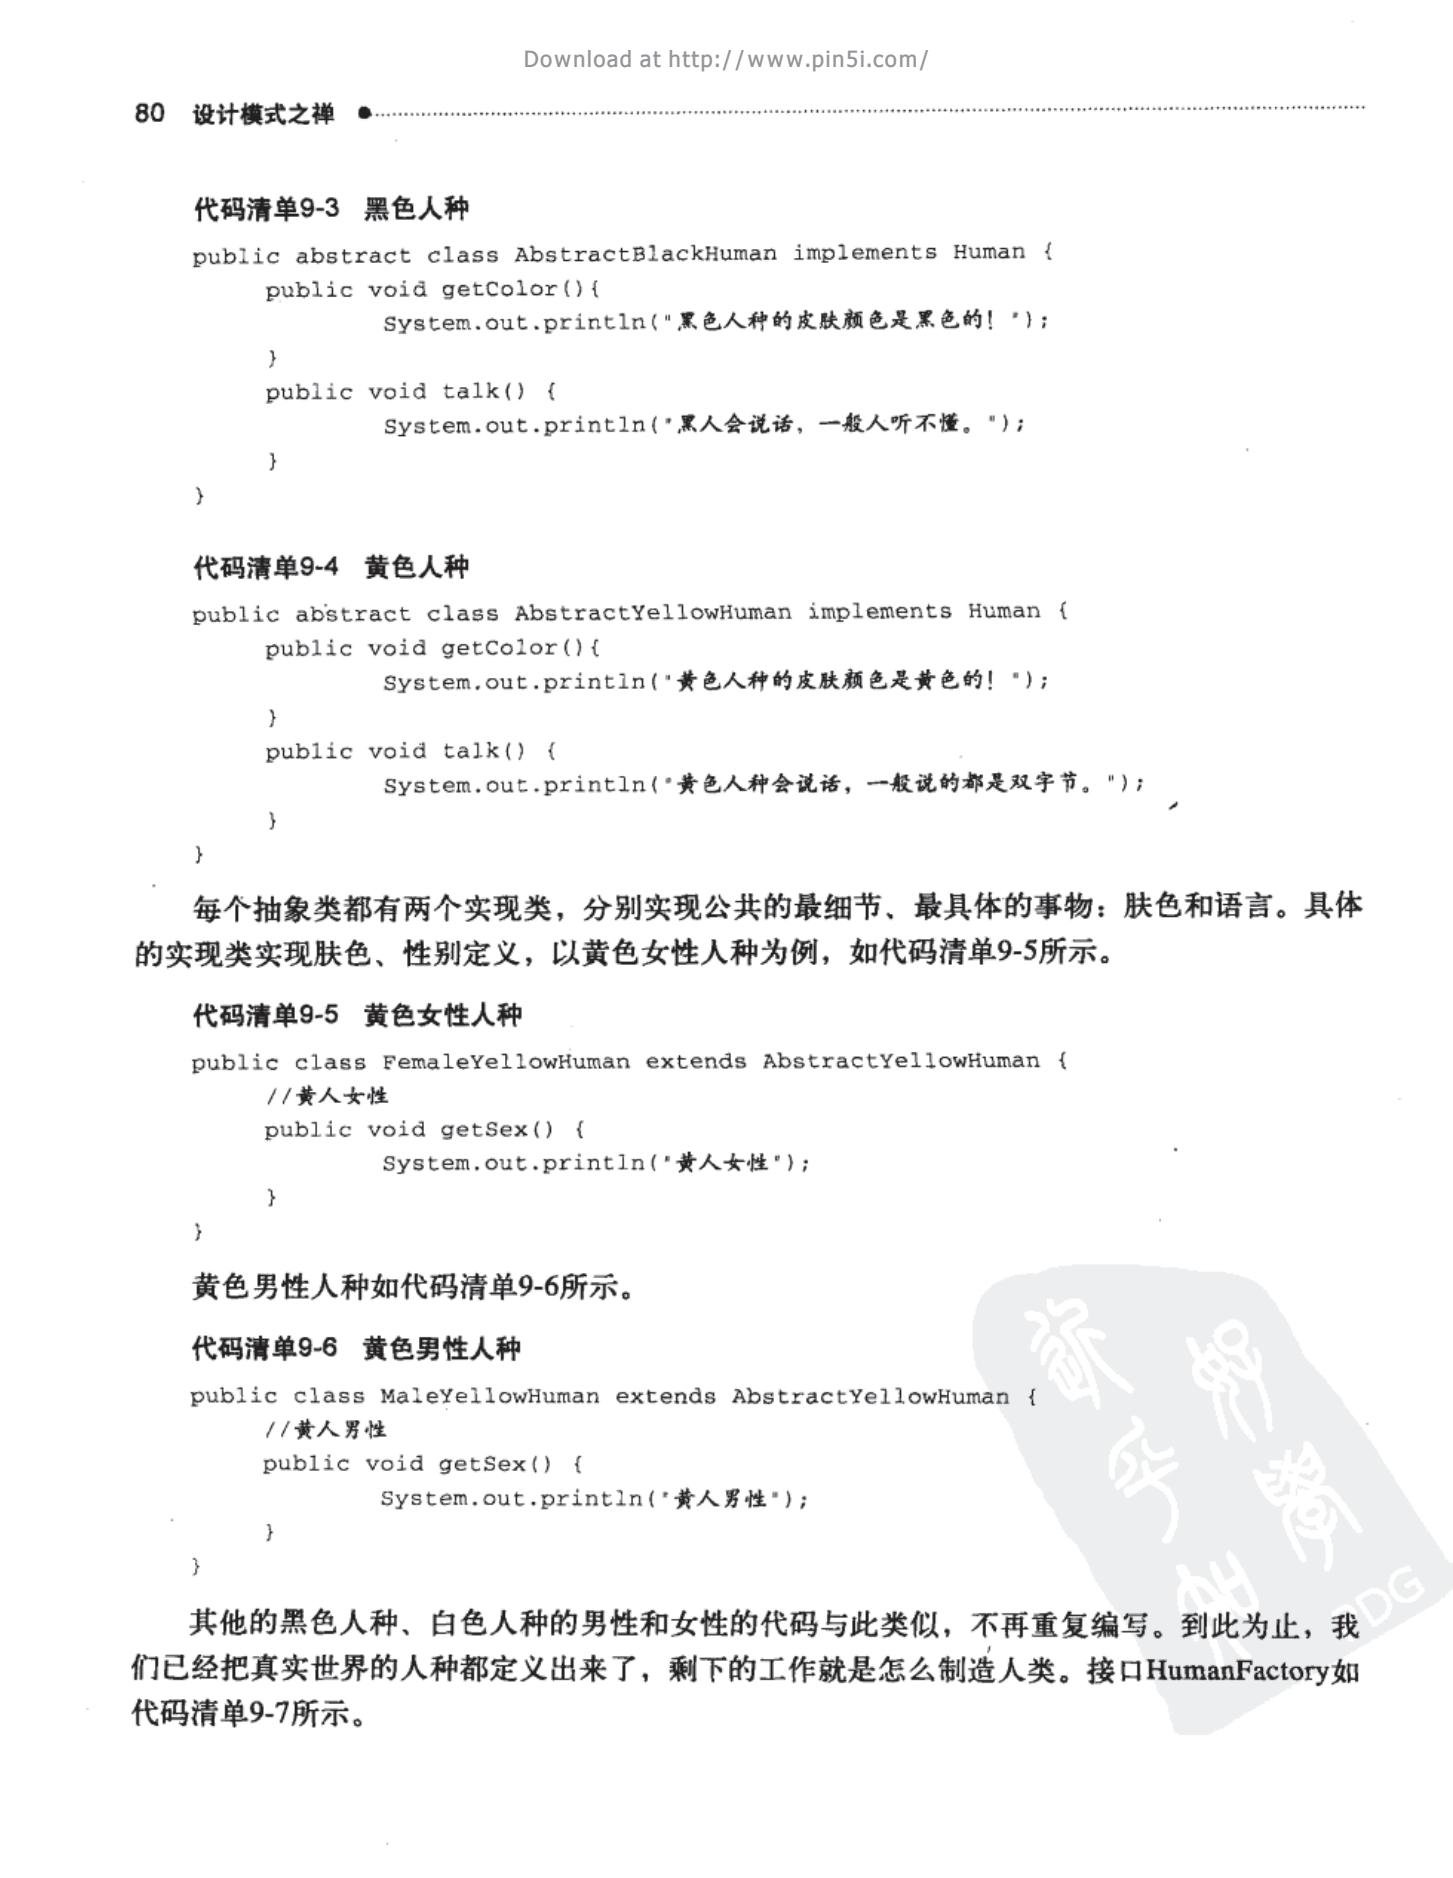 Download at http://www.pin5i.com/
80 设计模式之禅
代码清单9-3 黑色人种
public abstract class AbstractBlackHuman implements Human {
public void getColor(){
System.out.println("黑色人种的皮肤颜色是黑色的！");
}
public void talk() {
System.out.println("黑人会说话，一般人听不懂。");
}
}
代码清单9-4 黄色人种
public abstract class AbstractYellowHuman implements Human {
public void getColor(){
System.out.println("黄色人种的皮肤颜色是黄色的！");
}
public void talk() {
System.out.println("黄色人种会说话，一般说的都是双字节。");
}
}
每个抽象类都有两个实现类，分别实现公共的最细节、最具体的事物：肤色和语言。具体
的实现类实现肤色、性别定义，以黄色女性人种为例，如代码清单9-5所示。
代码清单9-5 黄色女性人种
public class FemaleYellowHuman extends AbstractYellowHuman {
//黄人女性
public void getSex() {
System.out.println("黄人女性");
}
}
黄色男性人种如代码清单9-6所示。
代码清单9-6 黄色男性人种
public class MaleYellowHuman extends AbstractYellowHuman {
//黄人男性
public void getSex() {
System.out.println("黄人男性");
}
}
其他的黑色人种、白色人种的男性和女性的代码与此类似，不再重复编写。到此为止，我
们已经把真实世界的人种都定义出来了，剩下的工作就是怎么制造人类。接口HumanFactory如
代码清单9-7所示。